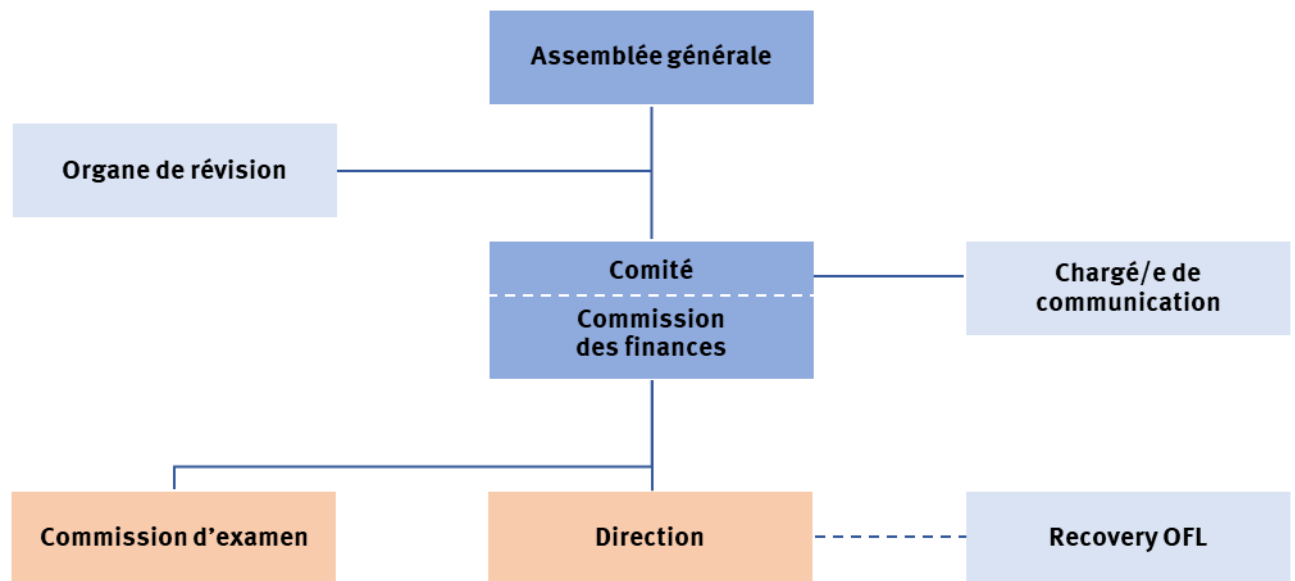 Assemblée générale
Organe de révision
Comité
Commission
des finances
Chargé/e de
communication
Commission d’examen
Direction
Recovery OFL